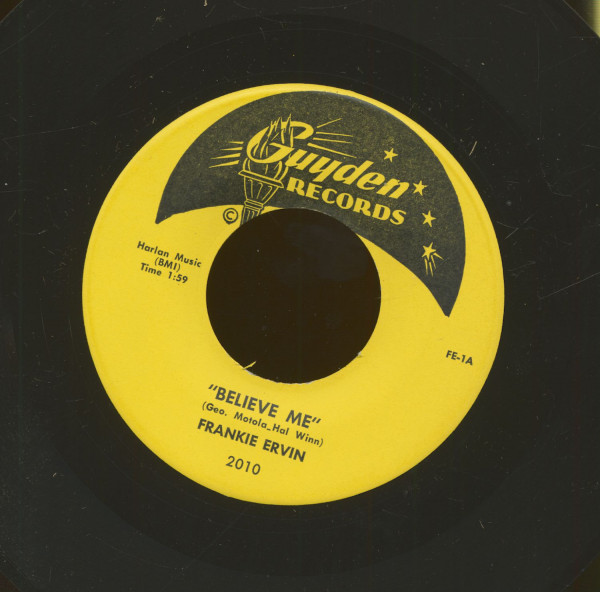 Guyden
RECORDS
©
Harlan Music
(BMI)
Time 1:59
FE-1A
"BELIEVE ME"
(Geo. Motola_Hal Winn)
FRANKIE ERVIN
2010